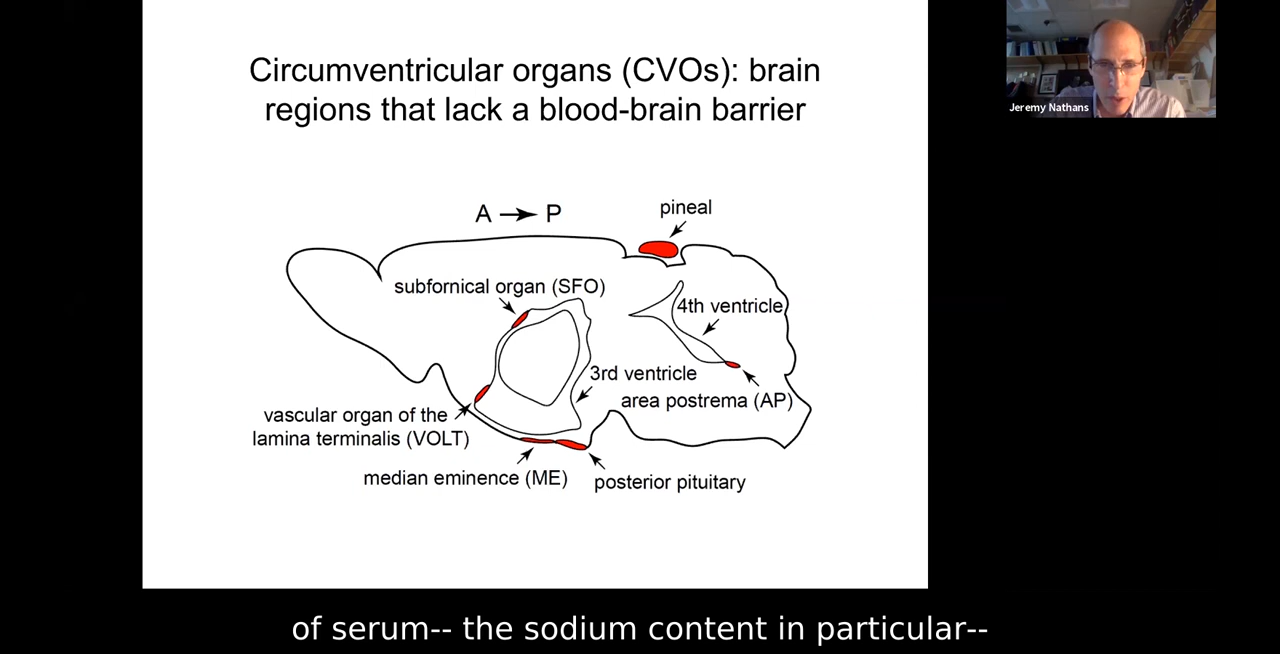 Circumventricular organs (CVOs): brain
regions that lack a blood-brain barrier
Jeremy Nathans
A → P
pineal
subfornical organ (SFO)
4th ventricle
3rd ventricle
area postrema (AP)
vascular organ of the
lamina terminalis (VOLT)
median eminence (ME)
posterior pituitary
of serum-- the sodium content in particular--